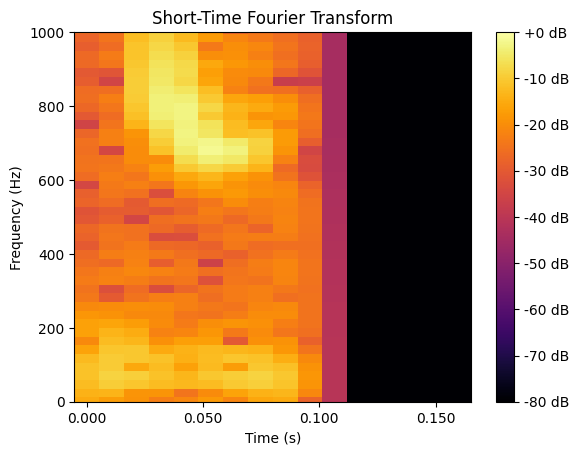 Short-Time Fourier Transform
1000
800
600
400
200
0
Frequency (Hz)
0.000
0.050
0.100
0.150
Time (s)
+0 dB
-10 dB
-20 dB
-30 dB
-40 dB
-50 dB
-60 dB
-70 dB
-80 dB